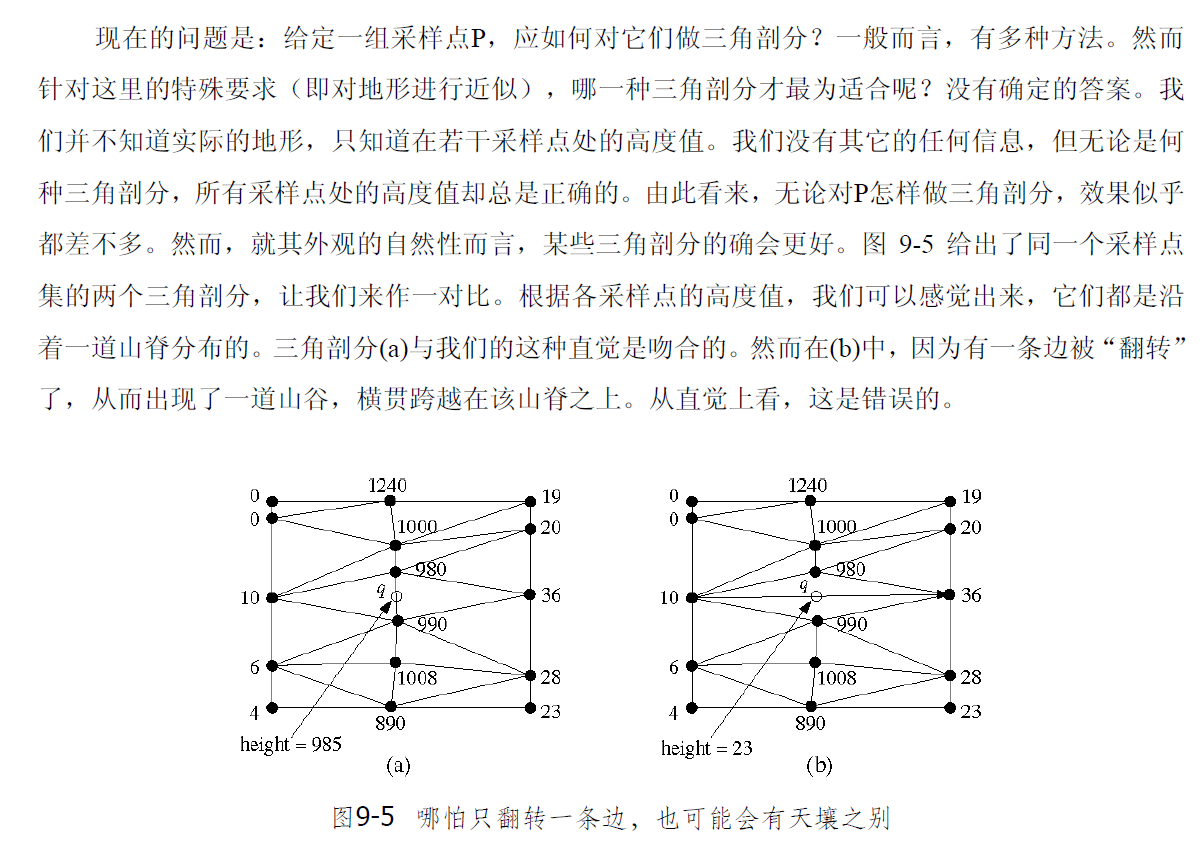 现在的问题是：给定一组采样点P，应如何对它们做三角剖分？一般而言，有多种方法。然而
针对这里的特殊要求（即对地形进行近似），哪一种三角剖分才最为适合呢？没有确定的答案。我
们并不知道实际的地形，只知道在若干采样点处的高度值。我们没有其它的任何信息，但无论是何
种三角剖分，所有采样点处的高度值却总是正确的。由此看来，无论对P怎样做三角剖分，效果似乎
都差不多。然而，就其外观的自然性而言，某些三角剖分的确会更好。图 9-5 给出了同一个采样点
集的两个三角剖分，让我们来作一对比。根据各采样点的高度值，我们可以感觉出来，它们都是沿
着一道山脊分布的。三角剖分(a)与我们的这种直觉是吻合的。然而在(b)中，因为有一条边被“翻转”
了，从而出现了一道山谷，横贯跨越在该山脊之上。从直觉上看，这是错误的。
0
1240
19
0
1000
20
980
q
10
36
990
6
1008
28
4
890
23
height = 985
(a)
0
1240
19
0
1000
20
980
q
10
36
990
6
1008
28
4
890
23
height = 23
(b)
图9-5 哪怕只翻转一条边，也可能会有天壤之别